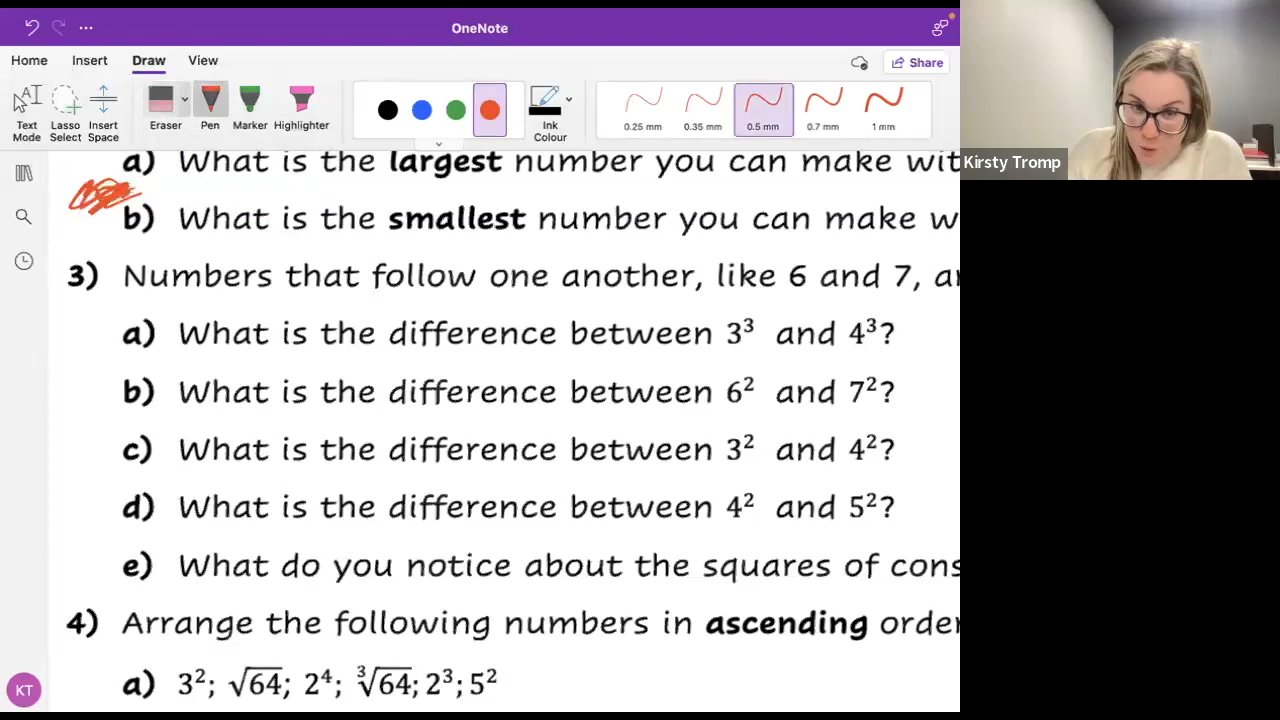 OneNote
Home Insert Draw View
Share
Text Mode
Lasso Select
Insert Space
Eraser
Pen
Marker
Highlighter
Ink Colour
0.25 mm 0.35 mm 0.5 mm 0.7 mm 1 mm
Kirsty Tromp
a) What is the largest number you can make wit
b) What is the smallest number you can make w
3) Numbers that follow one another, like 6 and 7, a
a) What is the difference between 3³ and 4³?
b) What is the difference between 6² and 7²?
c) What is the difference between 3² and 4²?
d) What is the difference between 4² and 5²?
e) What do you notice about the squares of cons
4) Arrange the following numbers in ascending order
a) 3²; √64; 2⁴; ∛64; 2³; 5²
KT